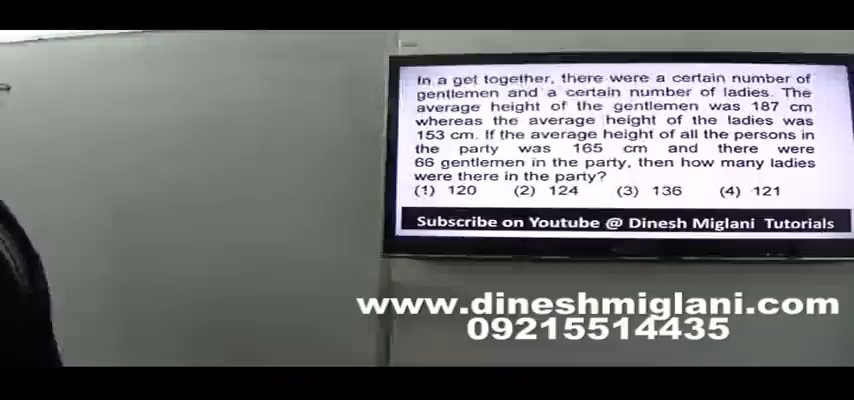 In a get together, there were a certain number of
gentlemen and a certain number of ladies. The
average height of the gentlemen was 187 cm
whereas the average height of the ladies was
153 cm. If the average height of all the persons in
the party was 165 cm and there were
66 gentlemen in the party, then how many ladies
were there in the party?
(1) 120 (2) 124 (3) 136 (4) 121
Subscribe on Youtube @ Dinesh Miglani Tutorials
www.dineshmiglani.com
09215514435